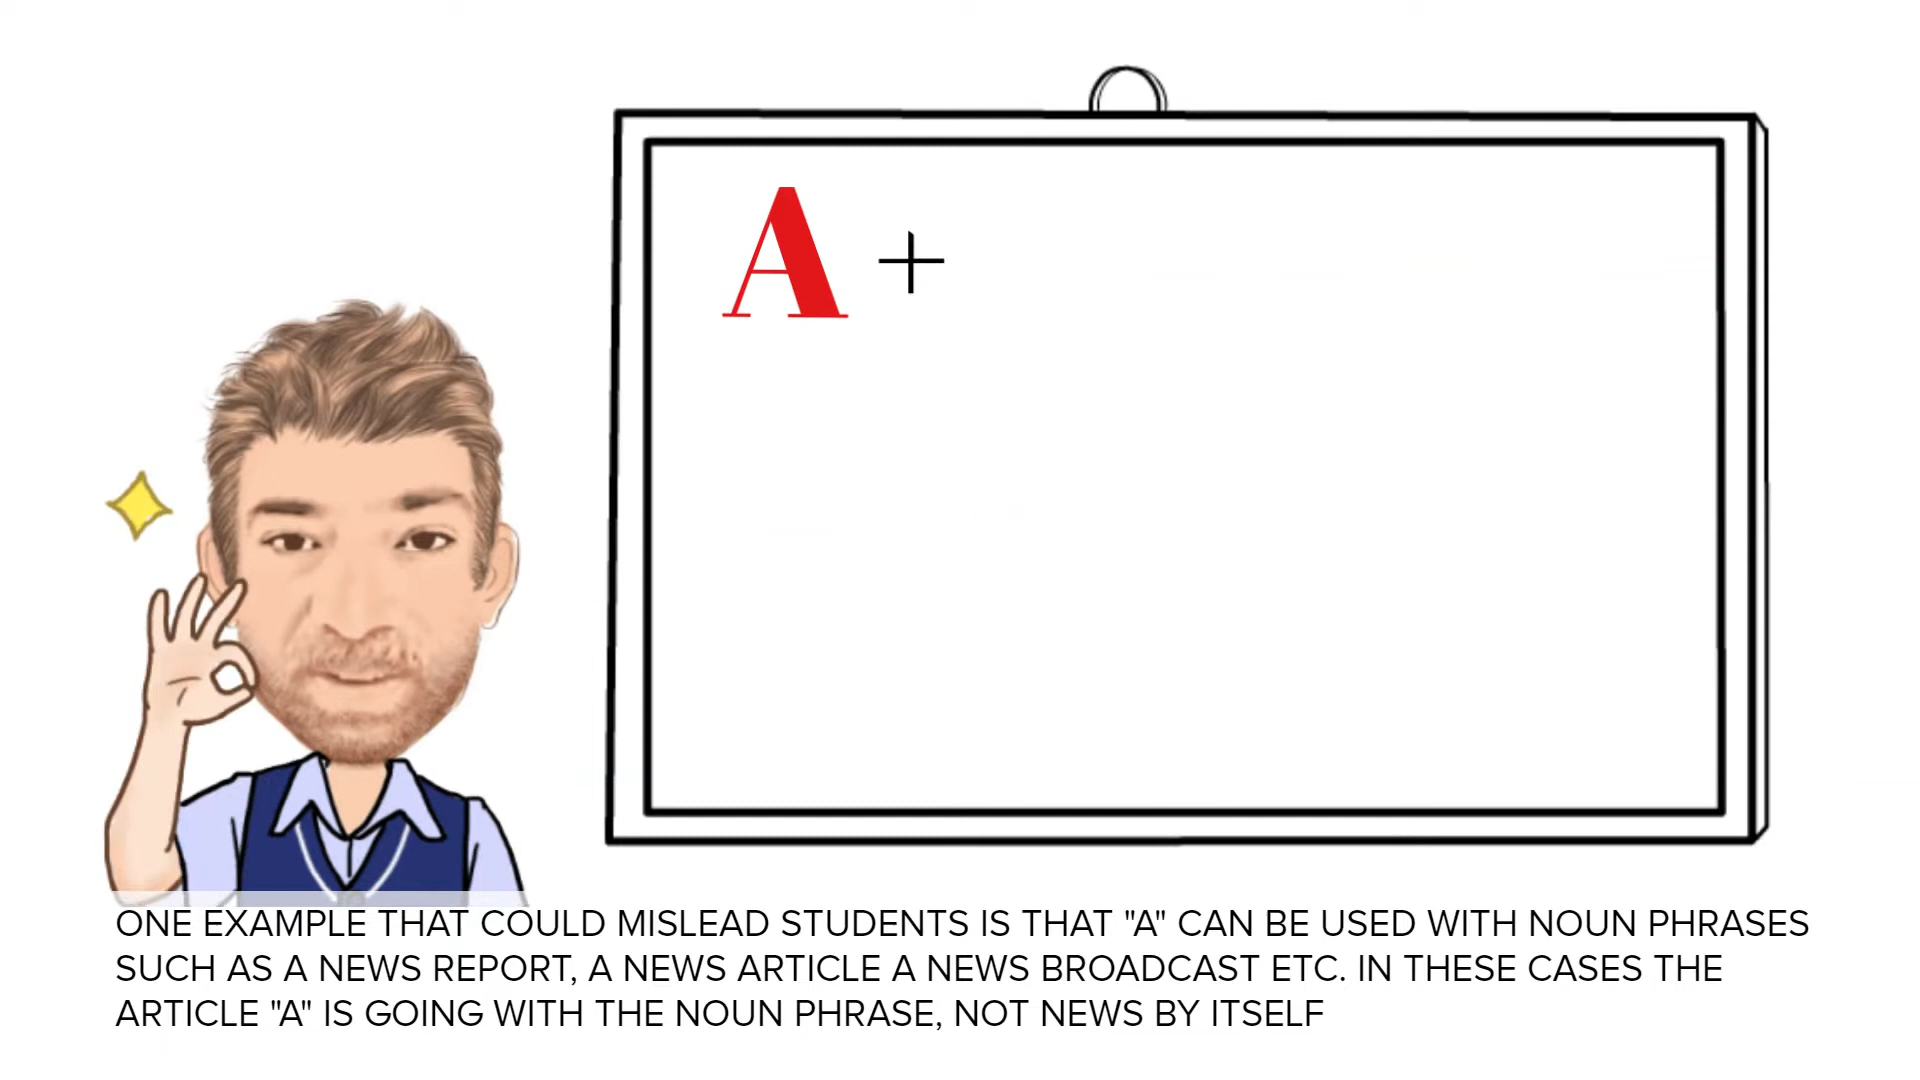 A +
ONE EXAMPLE THAT COULD MISLEAD STUDENTS IS THAT "A" CAN BE USED WITH NOUN PHRASES
SUCH AS A NEWS REPORT, A NEWS ARTICLE A NEWS BROADCAST ETC. IN THESE CASES THE
ARTICLE "A" IS GOING WITH THE NOUN PHRASE, NOT NEWS BY ITSELF